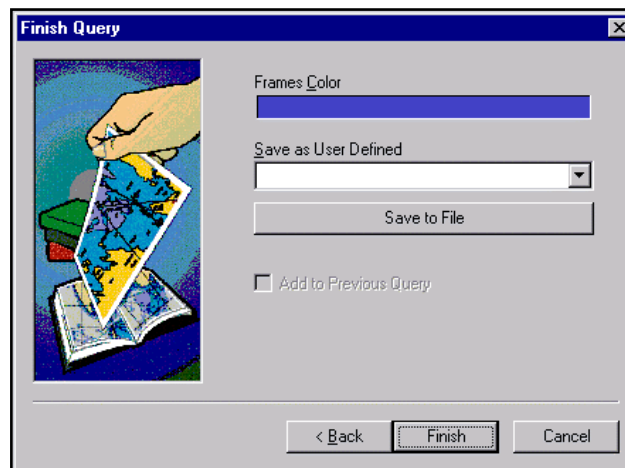 Finish Query
Frames Color
Save as User Defined
Save to File
Add to Previous Query
< Back
Finish
Cancel